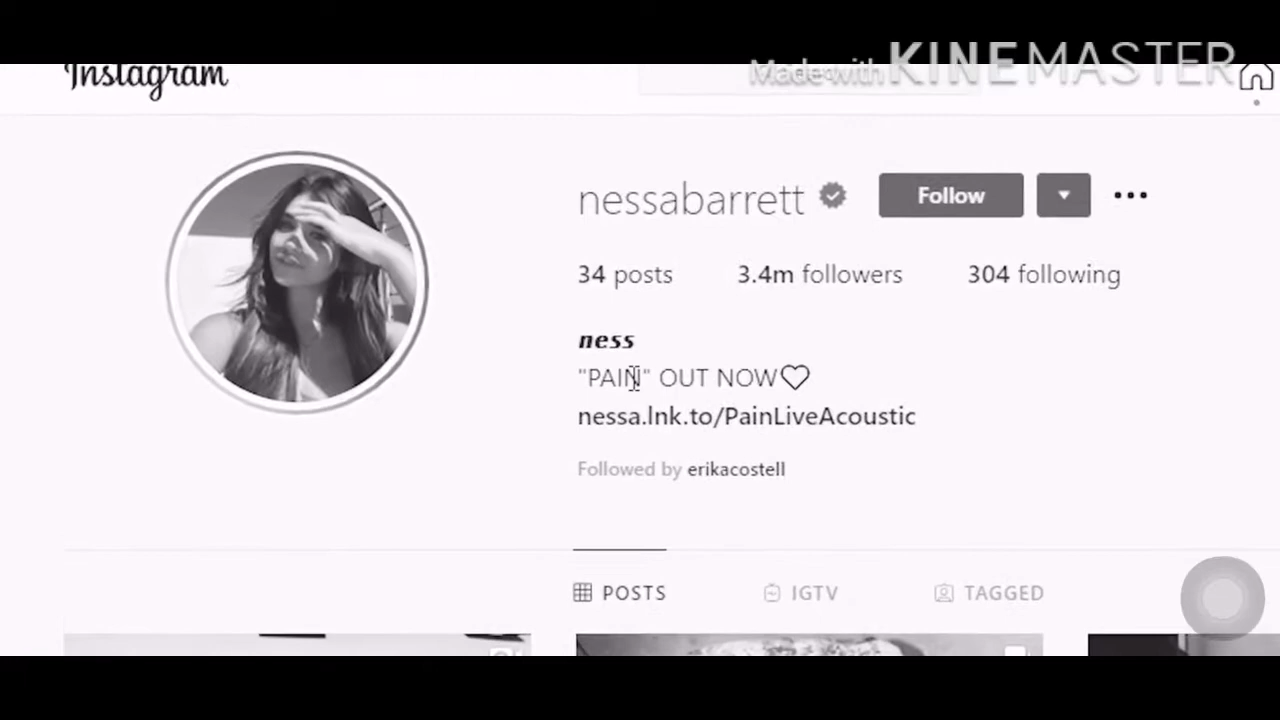 Instagram
Made with KINEMASTER
nessabarrett
Follow
34 posts 3.4m followers 304 following
ness
"PAIN" OUT NOW♡
nessa.lnk.to/PainLiveAcoustic
Followed by erikacostell
POSTS IGTV TAGGED